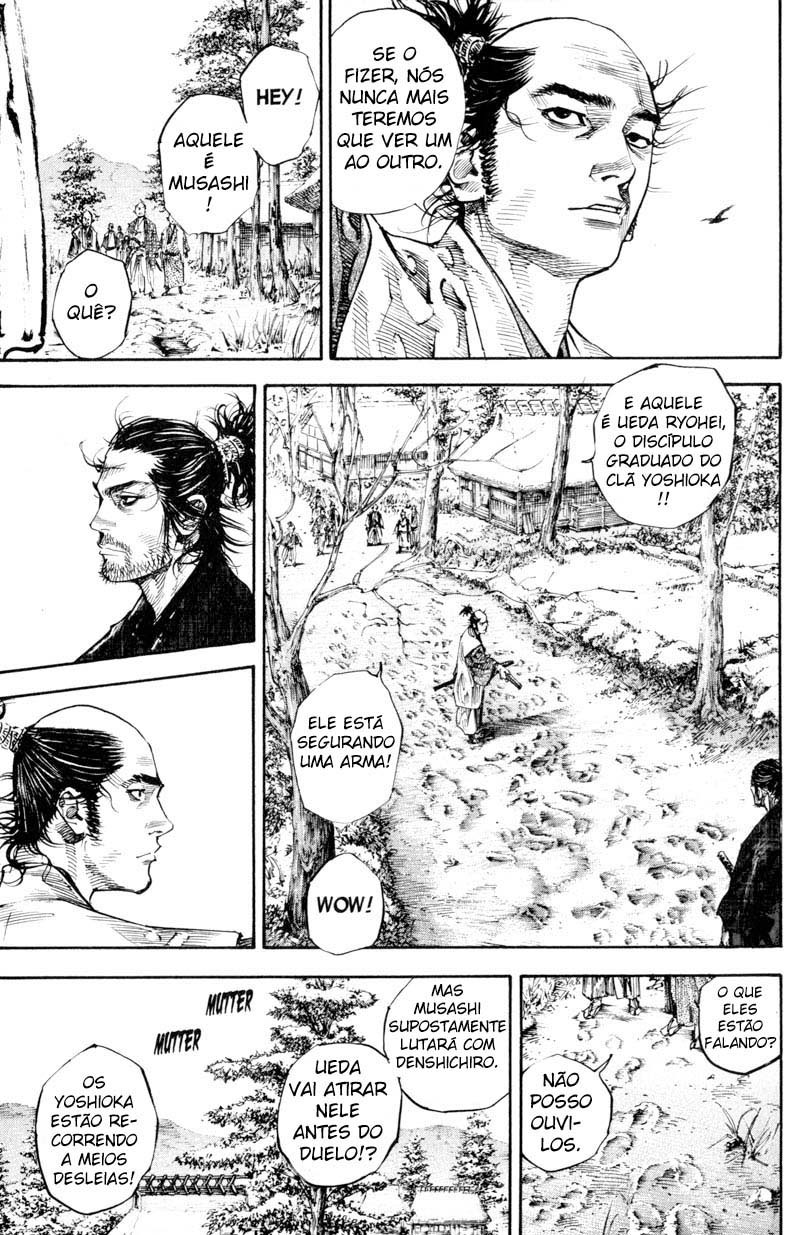 SE O
FIZER, NÓS
NUNCA MAIS
TEREMOS
QUE VER UM
AO OUTRO.
HEY!
AQUELE
É
MUSASHI
!
O
QUÊ?
E AQUELE
É UEDA RYOHEI,
O DISCÍPULO
GRADUADO DO
CLÃ YOSHIOKA
!!
ELE ESTÁ
SEGURANDO
UMA ARMA!
WOW!
O QUE
ELES
ESTÃO
FALANDO?
NÃO
POSSO
OUVI-
LOS.
MAS
MUSASHI
SUPOSTAMENTE
LUTARÁ COM
DENSHICHIRO.
UEDA
VAI ATIRAR
NELE
ANTES DO
DUELO!?
MUTTER
MUTTER
OS
YOSHIOKA
ESTÃO RE-
CORRENDO
A MEIOS
DESLEIAS!